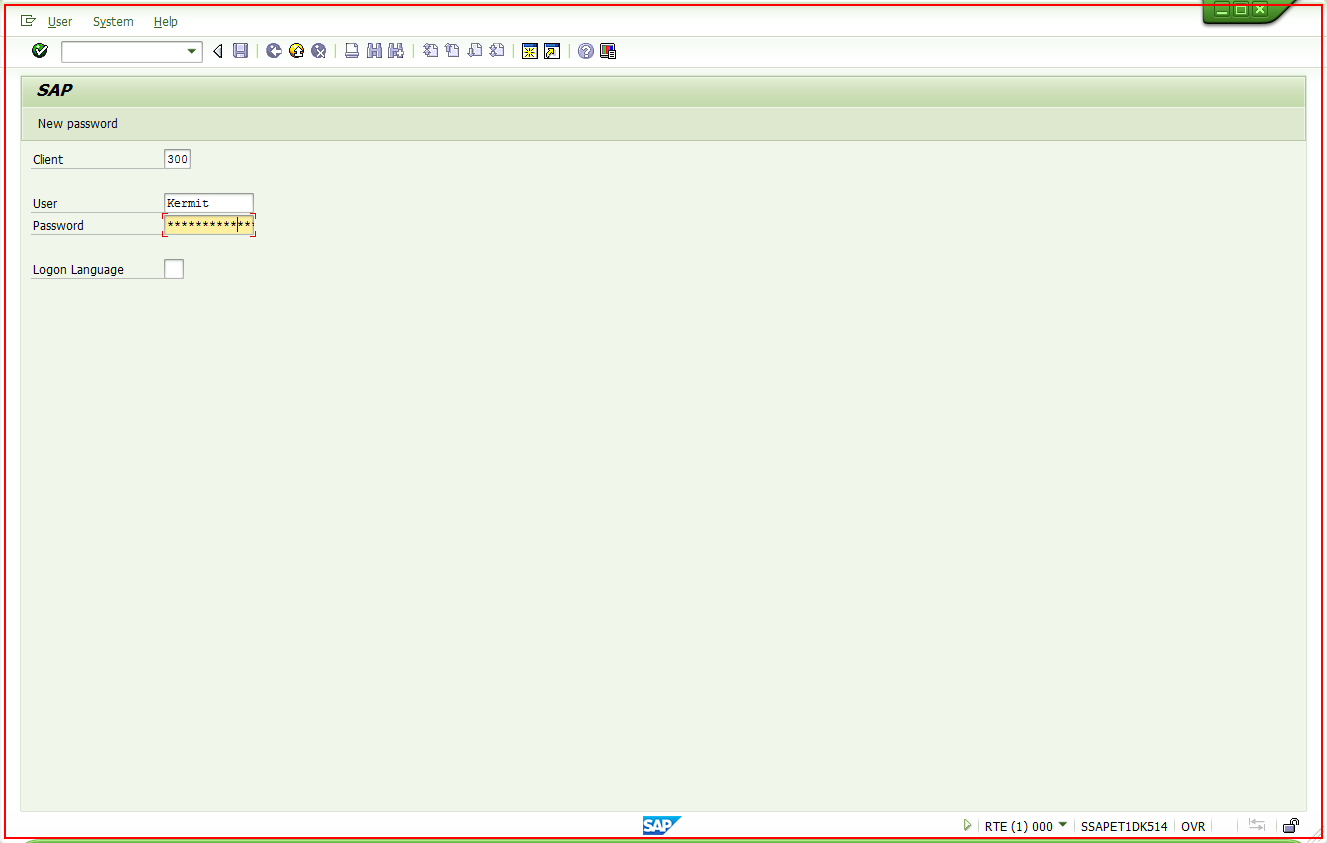 User System Help
SAP
New password
Client 300
User Kermit
Password *************
Logon Language
SAP RTE (1) 000 SSAPET1DK514 OVR